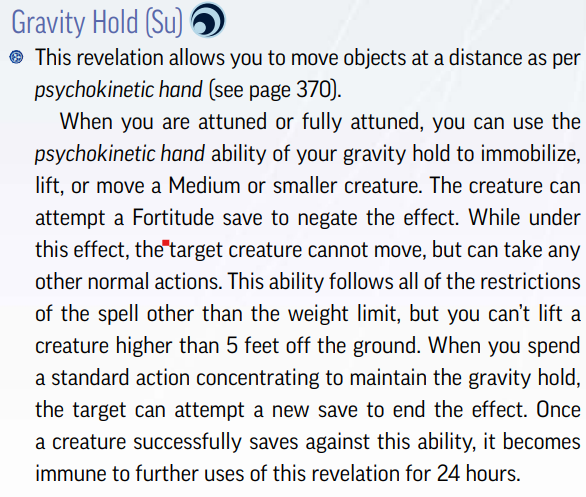 Gravity Hold (Su)
This revelation allows you to move objects at a distance as per
psychokinetic hand (see page 370).
When you are attuned or fully attuned, you can use the
psychokinetic hand ability of your gravity hold to immobilize,
lift, or move a Medium or smaller creature. The creature can
attempt a Fortitude save to negate the effect. While under
this effect, the target creature cannot move, but can take any
other normal actions. This ability follows all of the restrictions
of the spell other than the weight limit, but you can’t lift a
creature higher than 5 feet off the ground. When you spend
a standard action concentrating to maintain the gravity hold,
the target can attempt a new save to end the effect. Once
a creature successfully saves against this ability, it becomes
immune to further uses of this revelation for 24 hours.